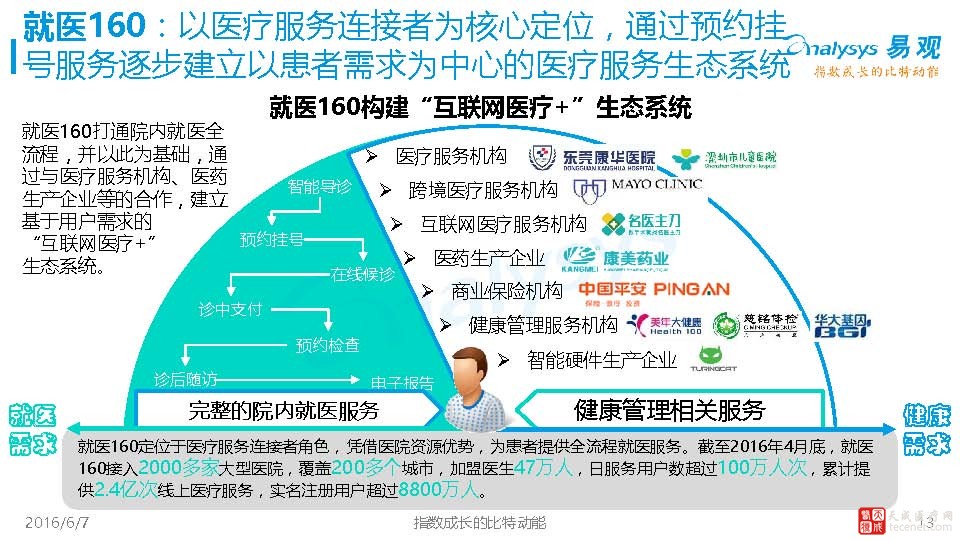 就医160：以医疗服务连接者为核心定位，通过预约挂
号服务逐步建立以患者需求为中心的医疗服务生态系统
analysys 易观
指数成长的比特动能
就医160构建“互联网医疗+”生态系统
就医160打通院内就医全
流程，并以此为基础，通
过与医疗服务机构、医药
生产企业等的合作，建立
基于用户需求的
“互联网医疗+”
生态系统。
智能导诊
预约挂号
在线候诊
诊中支付
预约检查
诊后随访
电子报告
➢ 医疗服务机构
东莞康华医院
DONGGUAN KANGHUA HOSPITAL
深圳市儿童医院
Shenzhen Children's Hospital
➢ 跨境医疗服务机构
MAYO CLINIC
➢ 互联网医疗服务机构
名医主刀
➢ 医药生产企业
KANGMEI 康美药业
➢ 商业保险机构
中国平安 PING AN
保险·银行·投资
➢ 健康管理服务机构
美年大健康
Health 100
慈铭体检
CIMING CHECKUP
华大基因
BGI
➢ 智能硬件生产企业
TURINGCAT
完整的院内就医服务
健康管理相关服务
就医
需求
健康
需求
就医160定位于医疗服务连接者角色，凭借医院资源优势，为患者提供全流程就医服务。截至2016年4月底，就医
160接入2000多家大型医院，覆盖200多个城市，加盟医生47万人，日服务用户数超过100万人次，累计提
供2.4亿次线上医疗服务，实名注册用户超过8800万人。
2016/6/7
指数成长的比特动能
13
天成医疗网
tecenet.com